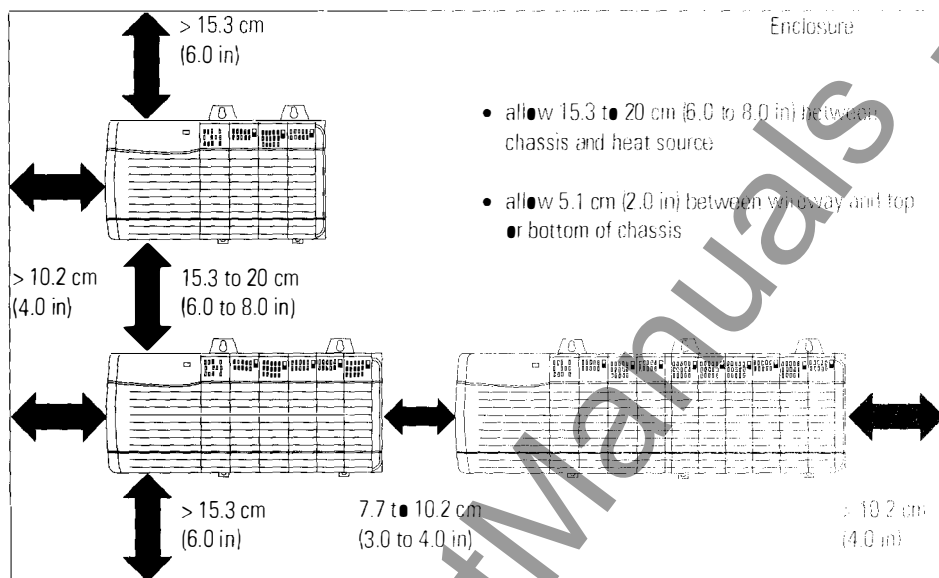 > 15.3 cm
(6.0 in)
Enclosure
• allow 15.3 to 20 cm (6.0 to 8.0 in) between
chassis and heat source
• allow 5.1 cm (2.0 in) between wireway and top
or bottom of chassis
> 10.2 cm
(4.0 in)
15.3 to 20 cm
(6.0 to 8.0 in)
> 15.3 cm
(6.0 in)
7.7 to 10.2 cm
(3.0 to 4.0 in)
> 10.2 cm
(4.0 in)
tManuals